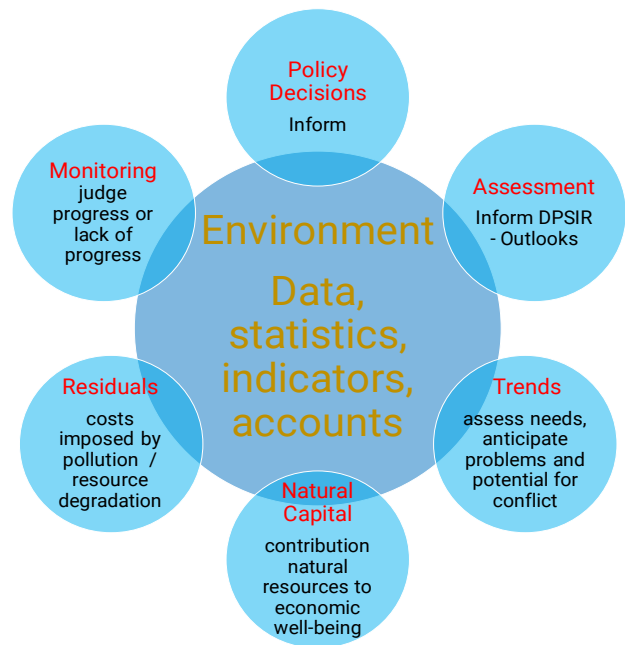 Policy
Decisions
Inform
Assessment
Inform DPSIR
- Outlooks
Trends
assess needs,
anticipate
problems and
potential for
conflict
Natural
Capital
contribution
natural
resources to
economic
well-being
Residuals
costs
imposed by
pollution /
resource
degradation
Monitoring
judge
progress or
lack of
progress
Environment
Data,
statistics,
indicators,
accounts